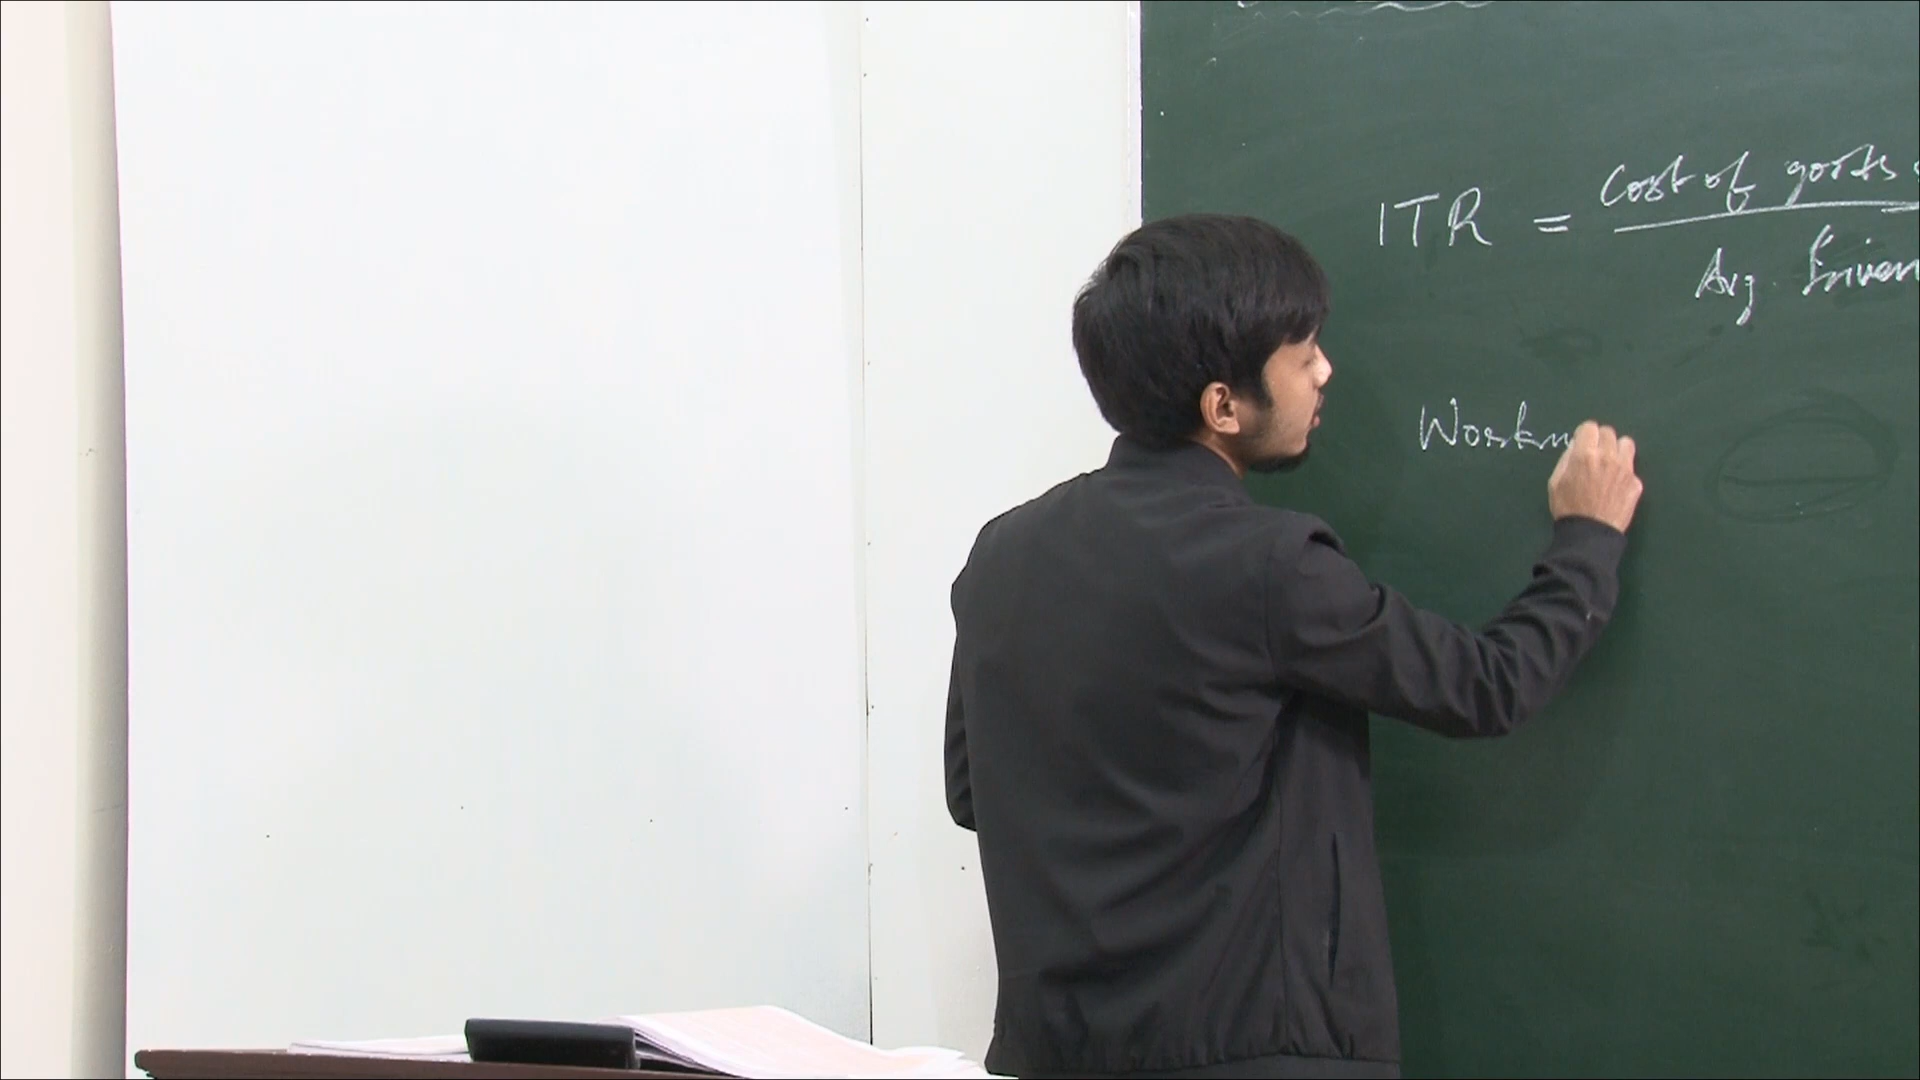 ITR = Cost of goods
Avg. Inven
Workin